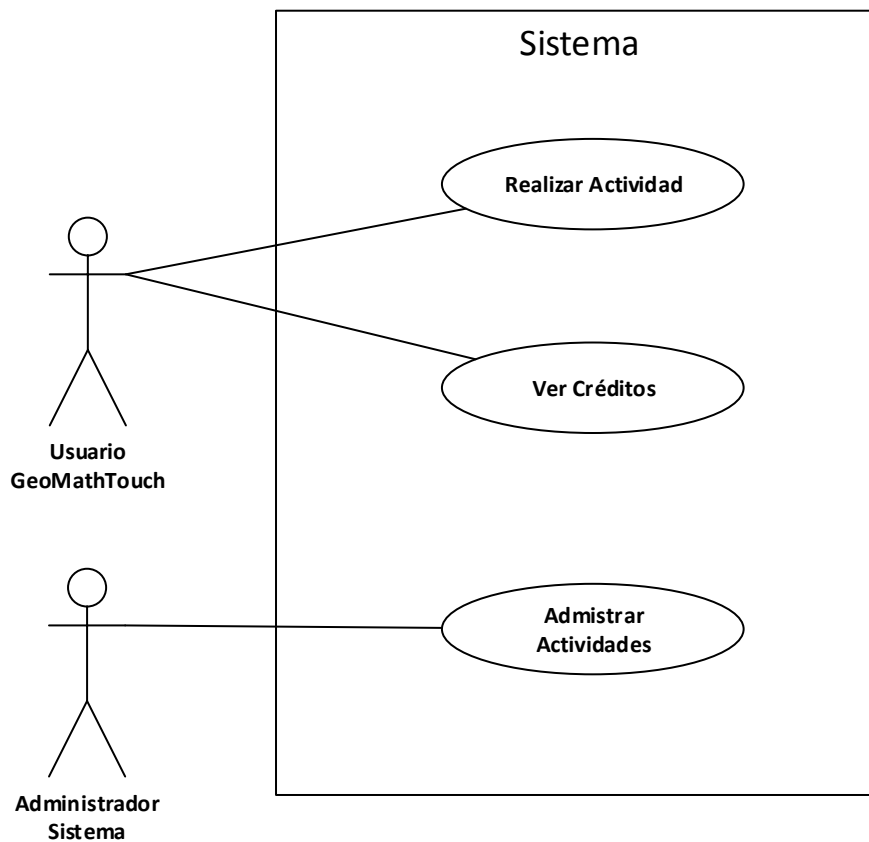 Sistema
Realizar Actividad
Ver Créditos
Usuario
GeoMathTouch
Admistrar
Actividades
Administrador
Sistema